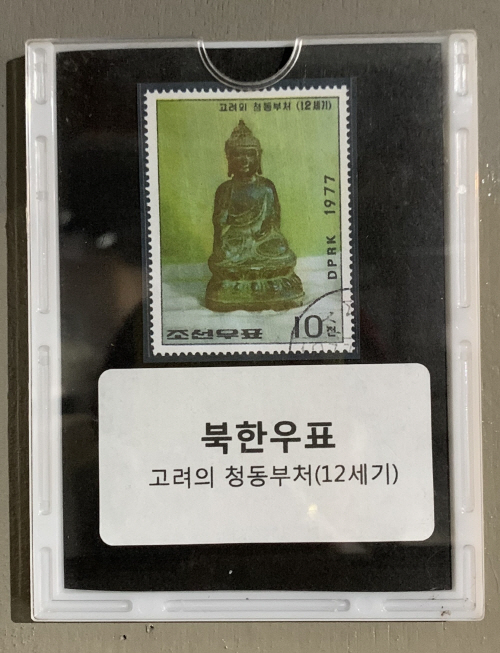 고려의 청동부처 (12세기)
DPRK 1977
조선우표
10전
북한우표
고려의 청동부처(12세기)